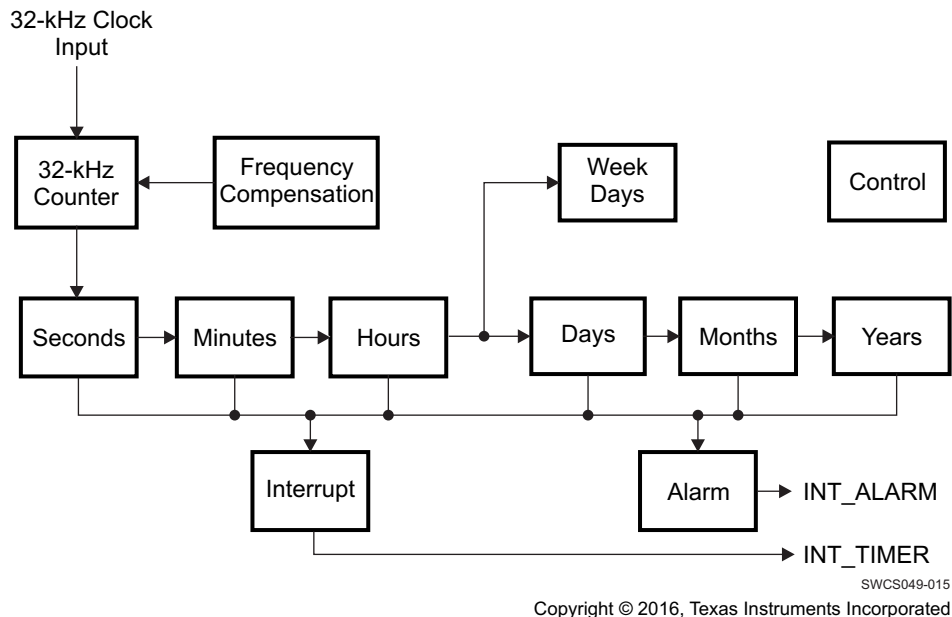 32-kHz Clock
Input
32-kHz
Counter
Frequency
Compensation
Week
Days
Control
Seconds
Minutes
Hours
Days
Months
Years
Interrupt
Alarm
INT_ALARM
INT_TIMER
SWCS049-015
Copyright © 2016, Texas Instruments Incorporated